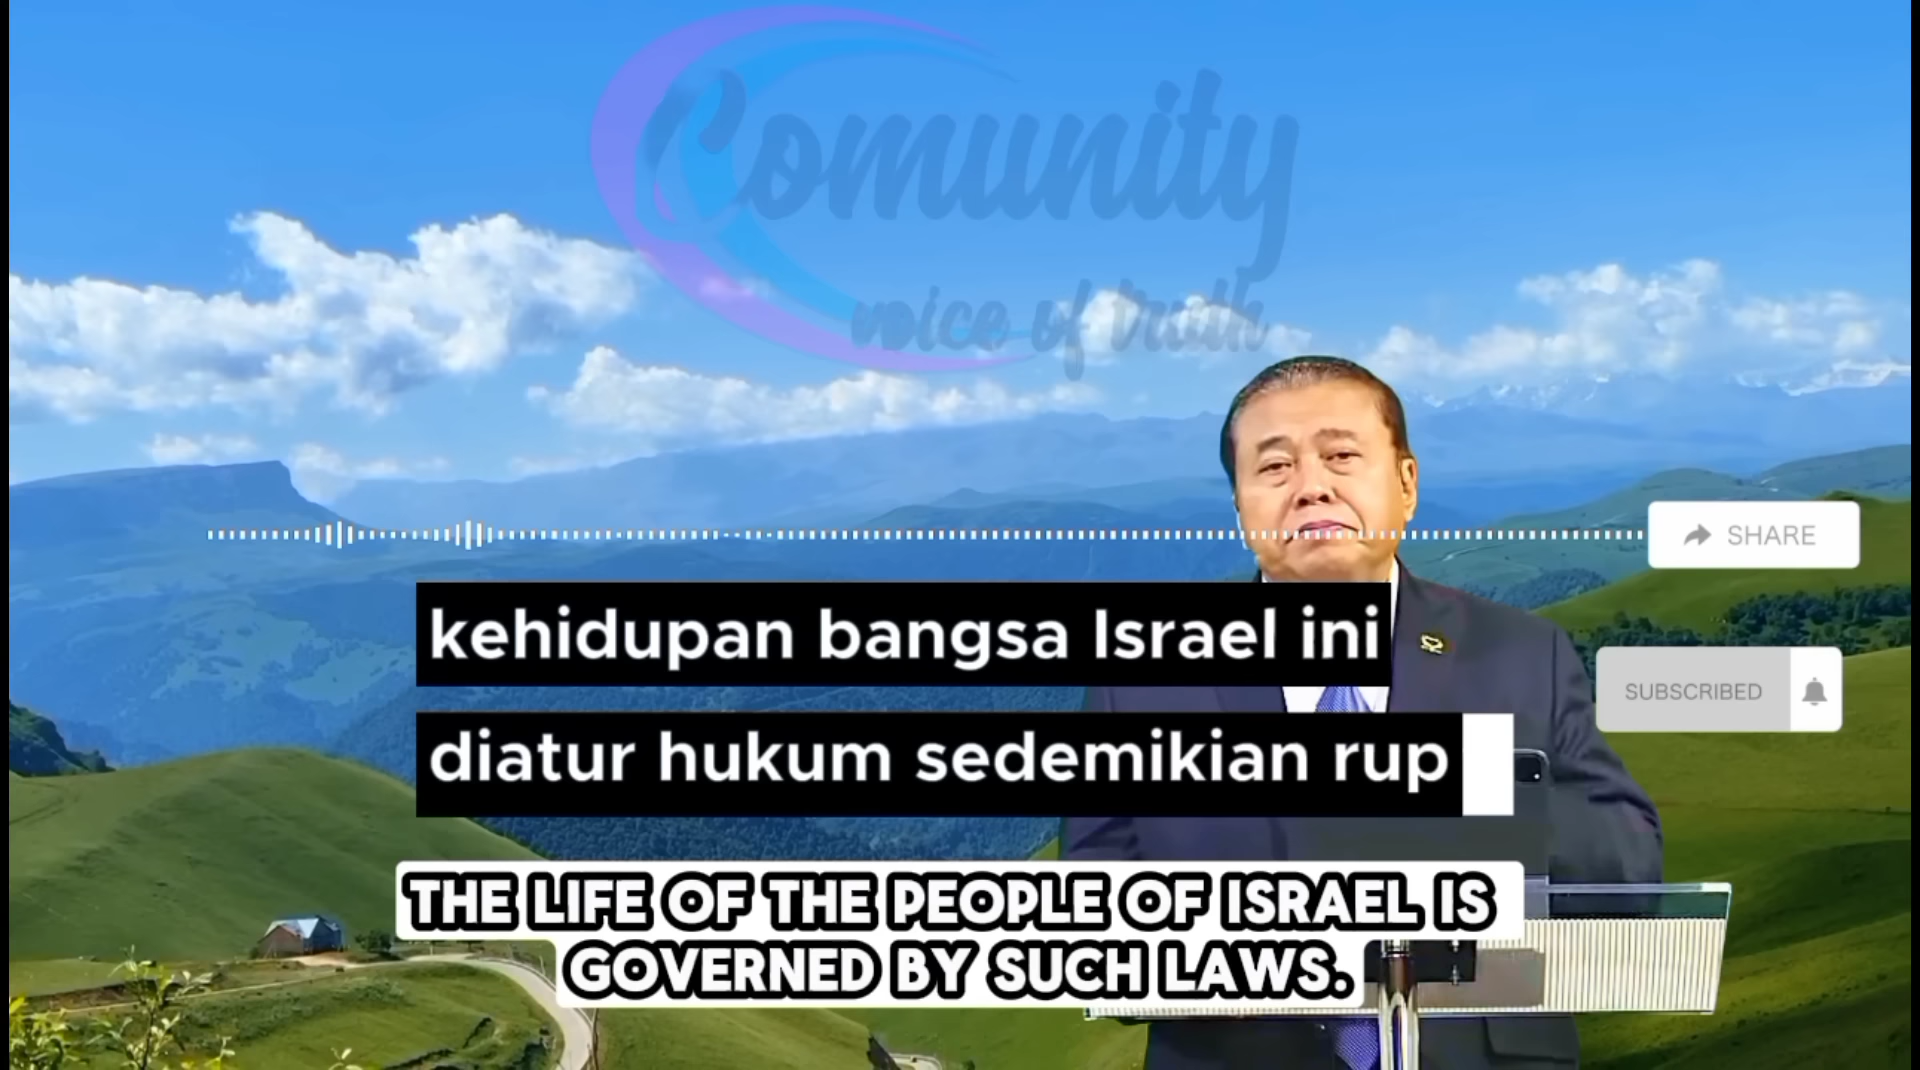 Comunity
voice of truth
SHARE
kehidupan bangsa Israel ini
SUBSCRIBED
diatur hukum sedemikian rup
THE LIFE OF THE PEOPLE OF ISRAEL IS
GOVERNED BY SUCH LAWS.